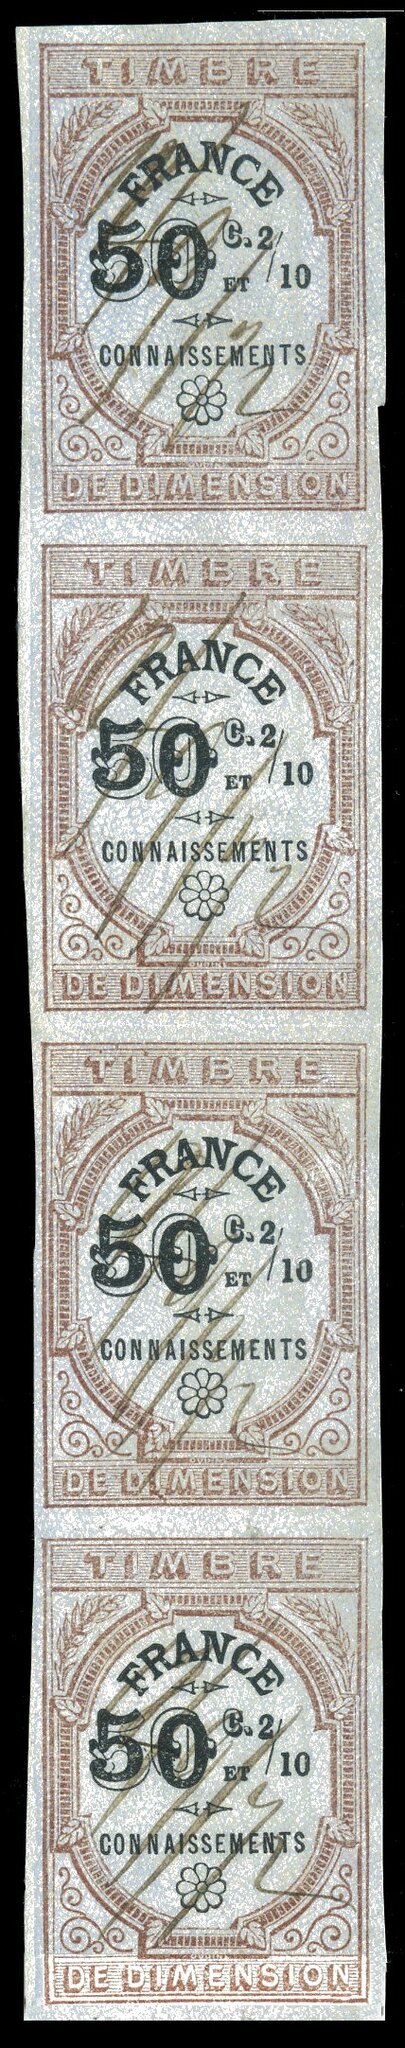 TIMBRE
FRANCE
50 C. 2/10
ET
CONNAISSEMENTS
DE DIMENSION
TIMBRE
FRANCE
50 C. 2/10
ET
CONNAISSEMENTS
DE DIMENSION
TIMBRE
FRANCE
50 C. 2/10
ET
CONNAISSEMENTS
DE DIMENSION
TIMBRE
FRANCE
50 C. 2/10
ET
CONNAISSEMENTS
DE DIMENSION